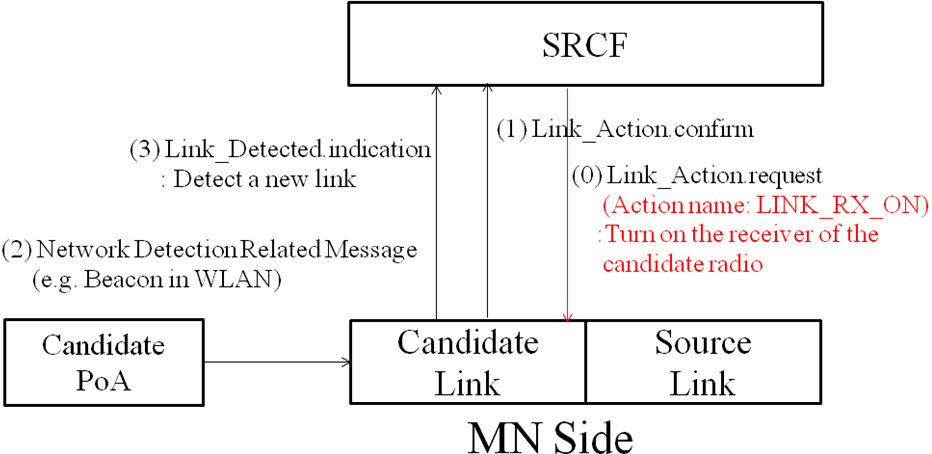 SRCF
(1) Link_Action.confirm
(3) Link_Detected.indication
: Detect a new link
(0) Link_Action.request
(Action name: LINK_RX_ON)
:Turn on the receiver of the
candidate radio
(2) Network Detection Related Message
(e.g. Beacon in WLAN)
Candidate
PoA
Candidate
Link
Source
Link
MN Side